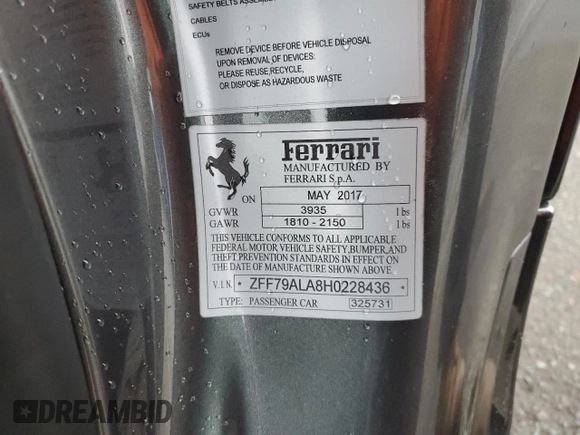 SAFETY BELTS
CABLES
ECUs
REMOVE DEVICE BEFORE VEHICLE DISPOSAL
UPON REMOVAL OF DEVICES:
PLEASE REUSE,RECYCLE,
OR DISPOSE AS HAZARDOUS WASTE
Ferrari
MANUFACTURED BY
FERRARI S.p.A.
ON MAY 2017
GVWR 3935 lbs
GAWR 1810 - 2150 lbs
THIS VEHICLE CONFORMS TO ALL APPLICABLE
FEDERAL MOTOR VEHICLE SAFETY,BUMPER,AND
THEFT PREVENTION STANDARDS IN EFFECT ON
THE DATE OF MANUFACTURE SHOWN ABOVE
V.I.N. * ZFF79ALA8H0228436 *
TYPE: PASSENGER CAR 325731
DREAMBID